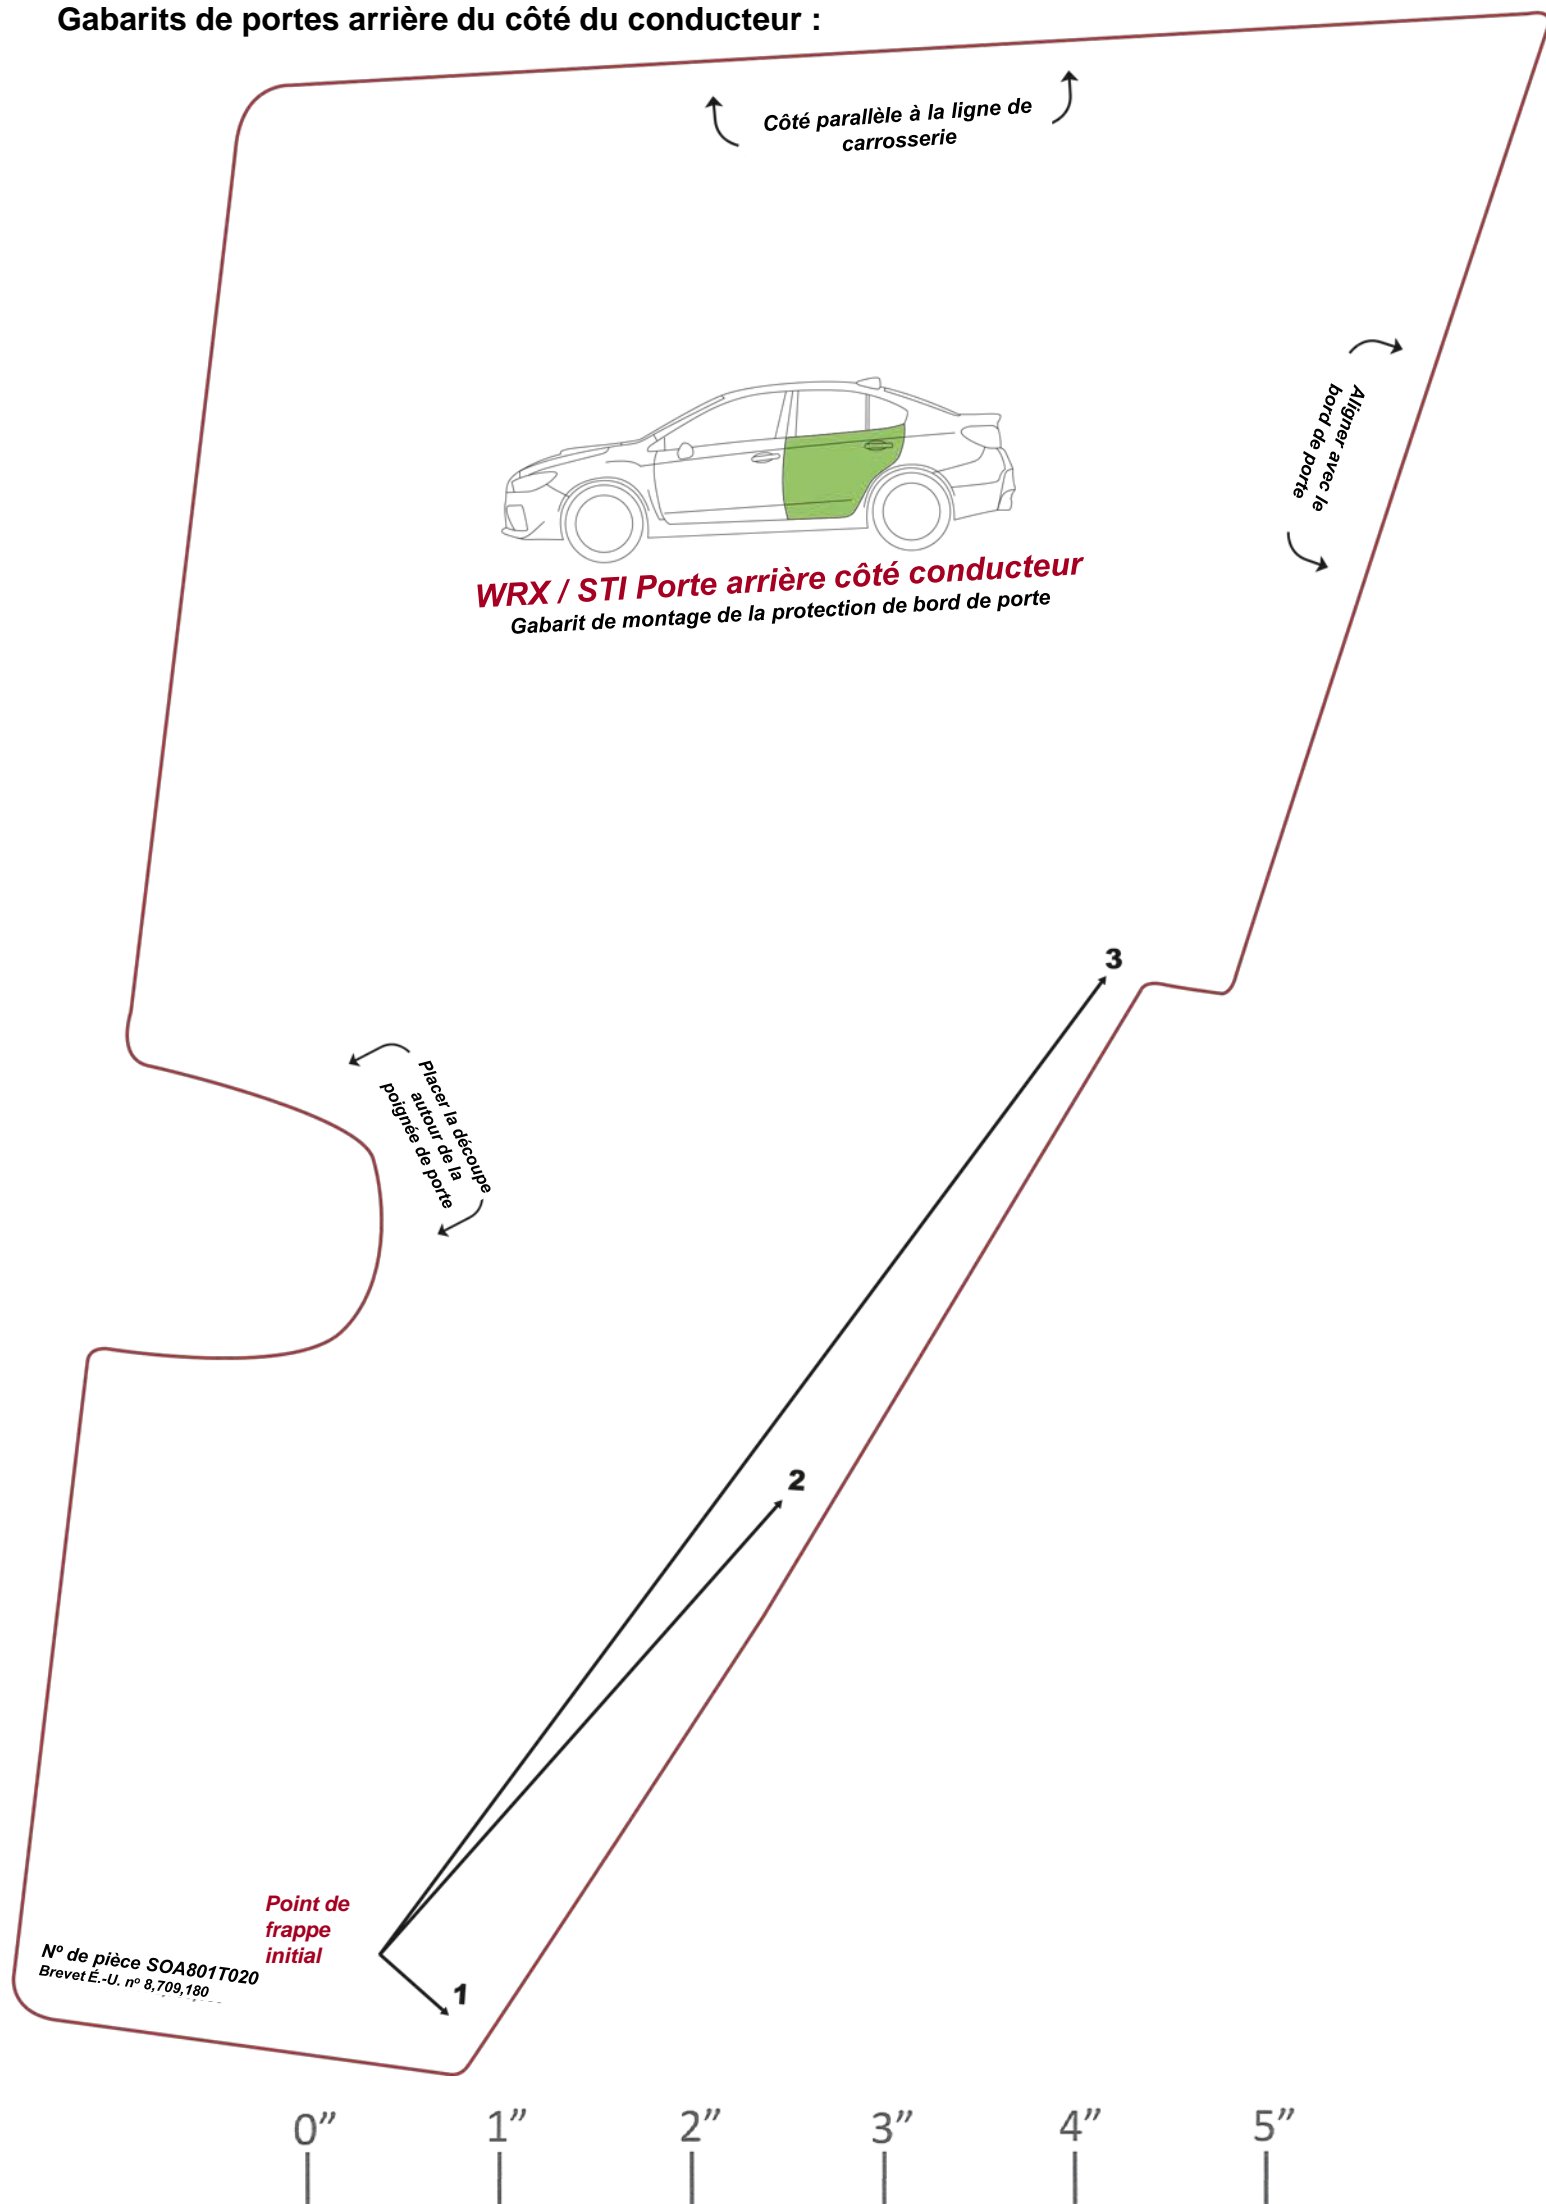 Gabarits de portes arrière du côté du conducteur :
Côté parallèle à la ligne de
carrosserie
Aligner avec le
bord de porte
WRX / STI Porte arrière côté conducteur
Gabarit de montage de la protection de bord de porte
3
Placer la découpe
autour de la
poignée de porte
2
Point de
frappe
initial
Nº de pièce SOA801T020
Brevet É.-U. nº 8,709,180
1
0” 1” 2” 3” 4” 5”